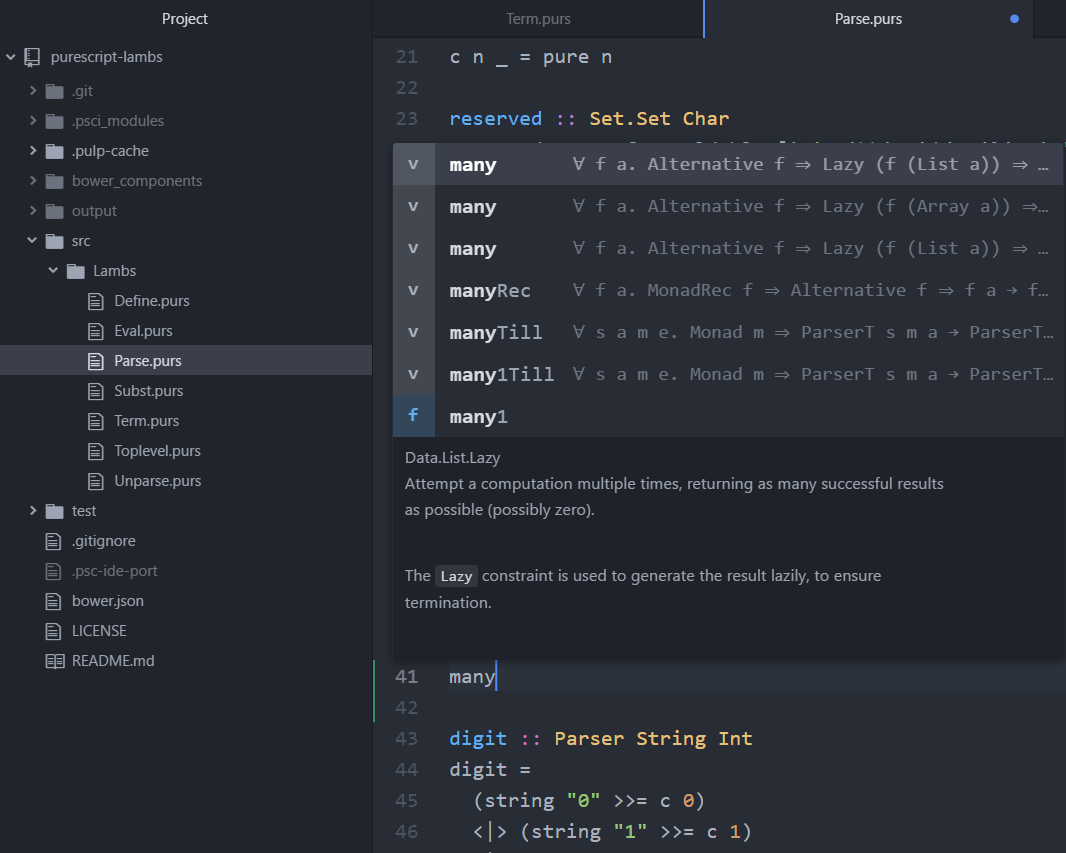 Project
purescript-lambs
.git
.psci_modules
.pulp-cache
bower_components
output
src
Lambs
Define.purs
Eval.purs
Parse.purs
Subst.purs
Term.purs
Toplevel.purs
Unparse.purs
test
.gitignore
.psc-ide-port
bower.json
LICENSE
README.md
Term.purs
Parse.purs
21 c n _ = pure n
22
23 reserved :: Set.Set Char
v many ∀ f a. Alternative f ⇒ Lazy (f (List a)) ⇒ …
v many ∀ f a. Alternative f ⇒ Lazy (f (Array a)) ⇒…
v many ∀ f a. Alternative f ⇒ Lazy (f (List a)) ⇒ …
v manyRec ∀ f a. MonadRec f ⇒ Alternative f ⇒ f a → f…
v manyTill ∀ s a m e. Monad m ⇒ ParserT s m a → ParserT…
v many1Till ∀ s a m e. Monad m ⇒ ParserT s m a → ParserT…
f many1
Data.List.Lazy
Attempt a computation multiple times, returning as many successful results
as possible (possibly zero).
The Lazy constraint is used to generate the result lazily, to ensure
termination.
41 many
42
43 digit :: Parser String Int
44 digit =
45 (string "0" >>= c 0)
46 <|> (string "1" >>= c 1)